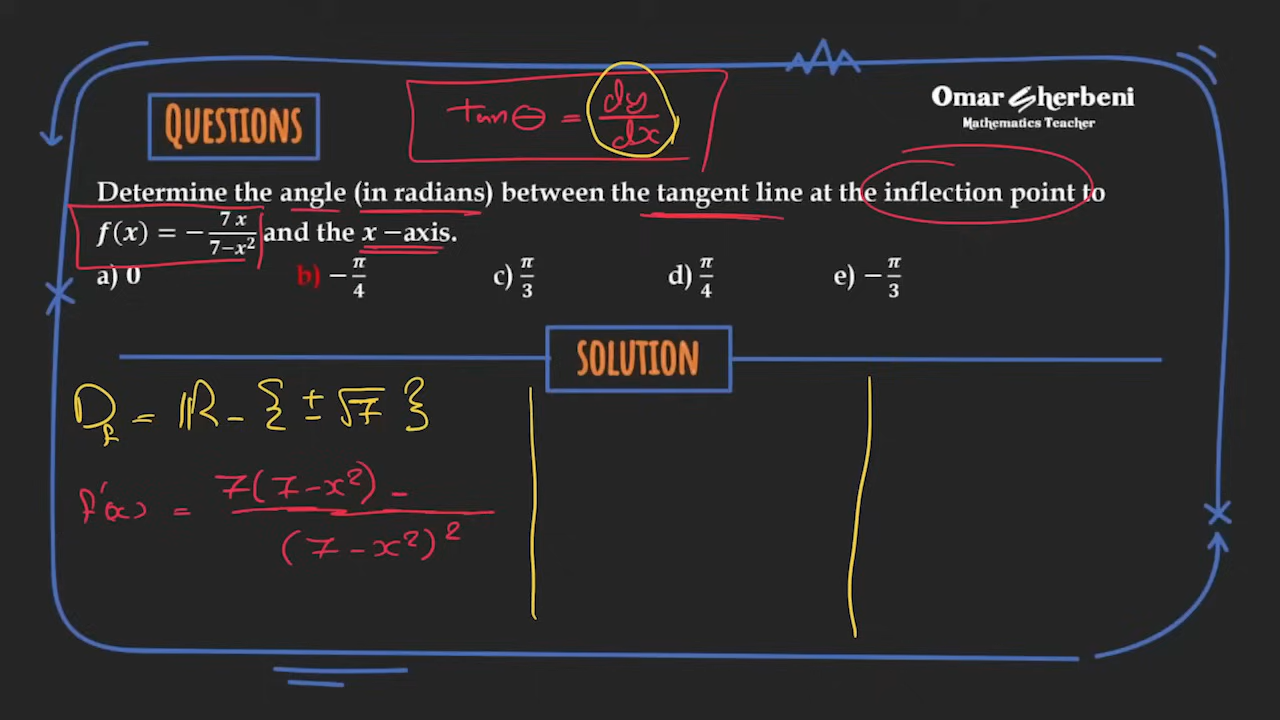 tan θ = dy/dx
QUESTIONS
Omar Sherbeni
Mathematics Teacher
Determine the angle (in radians) between the tangent line at the inflection point to
f(x) = − 7x/(7−x²) and the x −axis.
a) 0 b) −π/4 c) π/3 d) π/4 e) −π/3
SOLUTION
D_f = ℝ − { ± √7 }
f'(x) = 7(7−x²) − / (7−x²)²